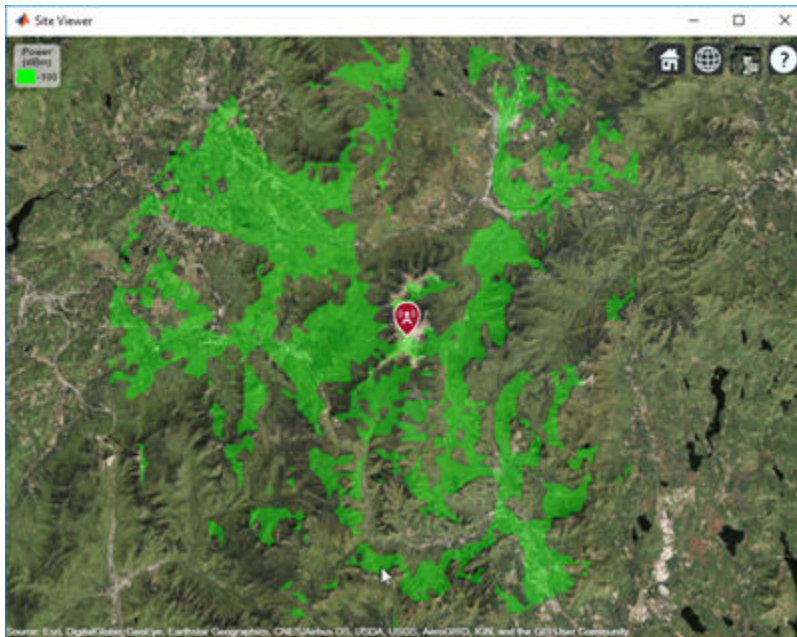 Site Viewer
Power
(dBm)
-100
?
Source: Esri, DigitalGlobe, GeoEye, Earthstar Geographics, CNES/Airbus DS, USDA, USGS, AeroGRID, IGN, and the GIS User Community